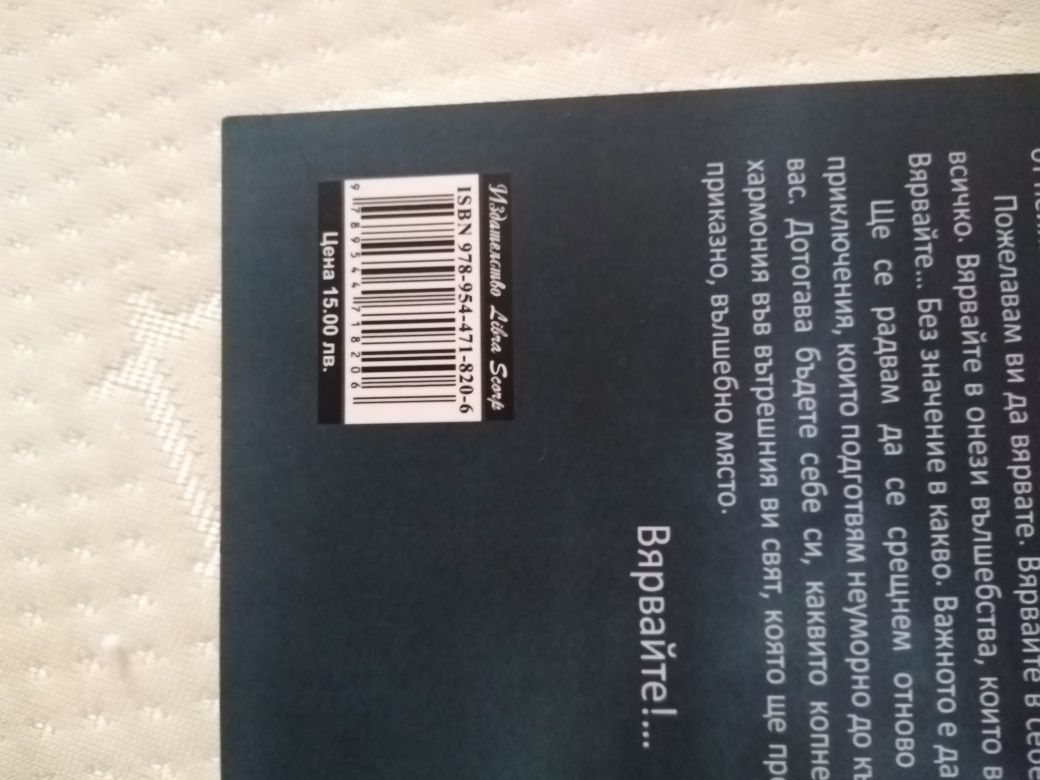 Пожелавам ви да вярвате. Вярвайте в себе
всичко. Вярвайте в онези вълшебства, които
Вярвайте... Без значение в какво. Важното е да
Ще се радвам да се срещнем отново
приключения, които подготвям неуморно до
вас. Дотогава бъдете себе си, каквито
хармония във вътрешния ви свят, която ще
приказно, вълшебно място.
Вярвайте!...
Издателство Libra Scorp
ISBN 978-954-471-820-6
9 789544 718206
Цена 15.00 лв.